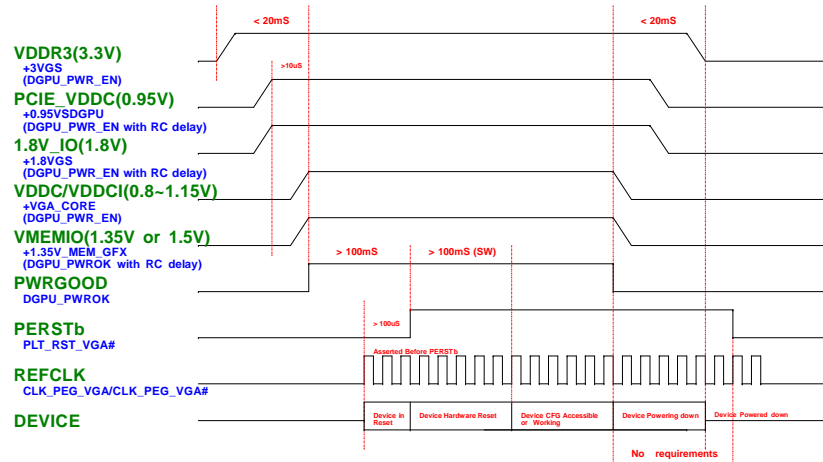 < 20mS
< 20mS
VDDR3(3.3V)
+3VGS
(DGPU_PWR_EN)
>10uS
PCIE_VDDC(0.95V)
+0.95VSDGPU
(DGPU_PWR_EN with RC delay)
1.8V_IO(1.8V)
+1.8VGS
(DGPU_PWR_EN with RC delay)
VDDC/VDDCI(0.8~1.15V)
+VGA_CORE
(DGPU_PWR_EN)
VMEMIO(1.35V or 1.5V)
+1.35V_MEM_GFX
(DGPU_PWROK with RC delay)
> 100mS
> 100mS (SW)
PWRGOOD
DGPU_PWROK
PERSTb
> 100uS
PLT_RST_VGA#
Asserted Before PERSTb
REFCLK
CLK_PEG_VGA/CLK_PEG_VGA#
DEVICE
Device in
Reset
Device Hardware Reset
Device CFG Accessible
or Working
Device Powering down
Device Powered down
No requirements